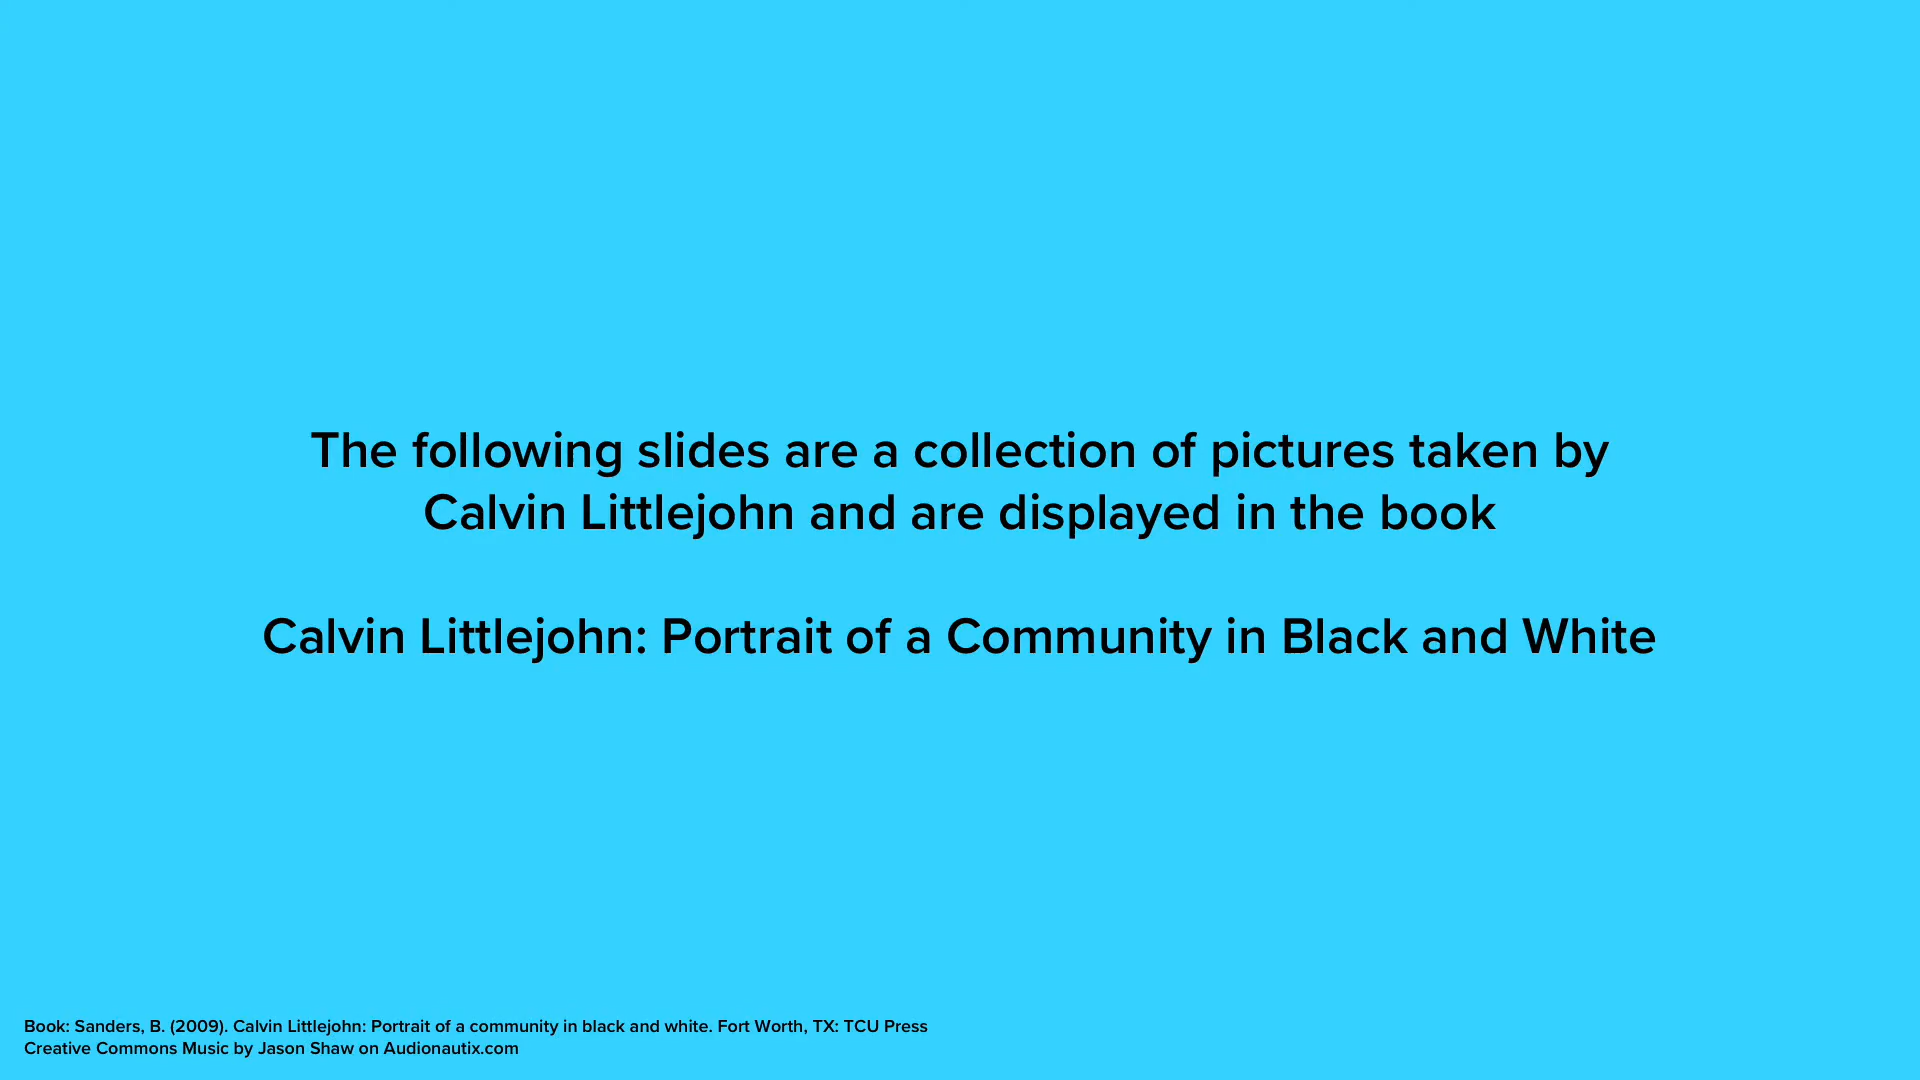 The following slides are a collection of pictures taken by
Calvin Littlejohn and are displayed in the book
Calvin Littlejohn: Portrait of a Community in Black and White
Book: Sanders, B. (2009). Calvin Littlejohn: Portrait of a community in black and white. Fort Worth, TX: TCU Press
Creative Commons Music by Jason Shaw on Audionautix.com